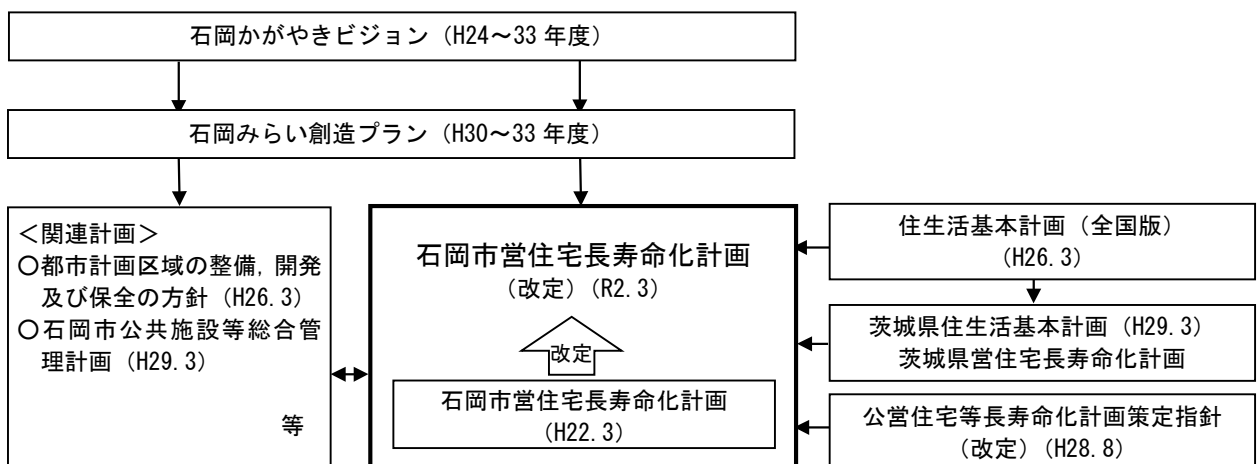 石岡かがやきビジョン（H24～33 年度）
石岡みらい創造プラン（H30～33 年度）
＜関連計画＞
○都市計画区域の整備，開発
及び保全の方針（H26.3）
○石岡市公共施設等総合管
理計画（H29.3）
等
石岡市営住宅長寿命化計画
（改定）（R2.3）
改定
石岡市営住宅長寿命化計画
（H22.3）
住生活基本計画（全国版）
（H26.3）
茨城県住生活基本計画（H29.3）
茨城県営住宅長寿命化計画
公営住宅等長寿命化計画策定指針
（改定）（H28.8）